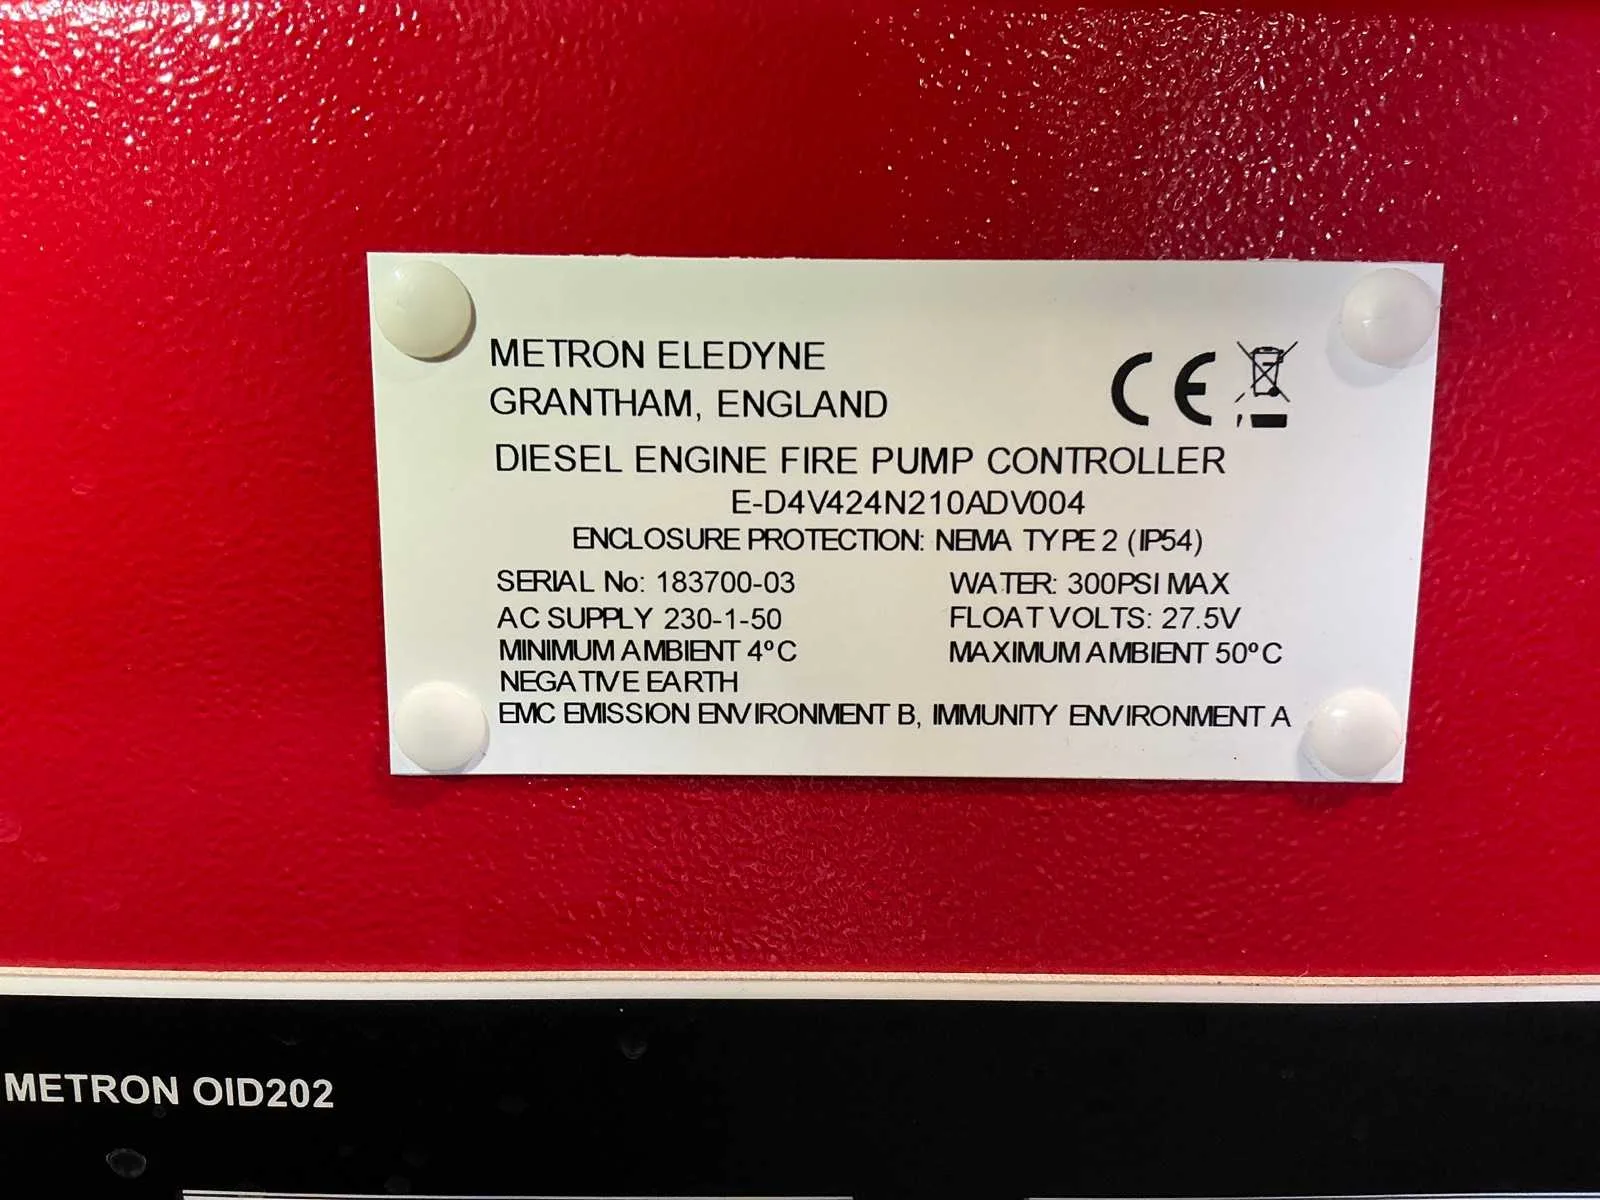 METRON ELEDYNE
GRANTHAM, ENGLAND
CE
DIESEL ENGINE FIRE PUMP CONTROLLER
E-D4V424N210ADV004
ENCLOSURE PROTECTION: NEMA TYPE 2 (IP54)
SERIAL No: 183700-03 WATER: 300PSI MAX
AC SUPPLY 230-1-50 FLOAT VOLTS: 27.5V
MINIMUM AMBIENT 4ºC MAXIMUM AMBIENT 50ºC
NEGATIVE EARTH
EMC EMISSION ENVIRONMENT B, IMMUNITY ENVIRONMENT A
METRON OID202